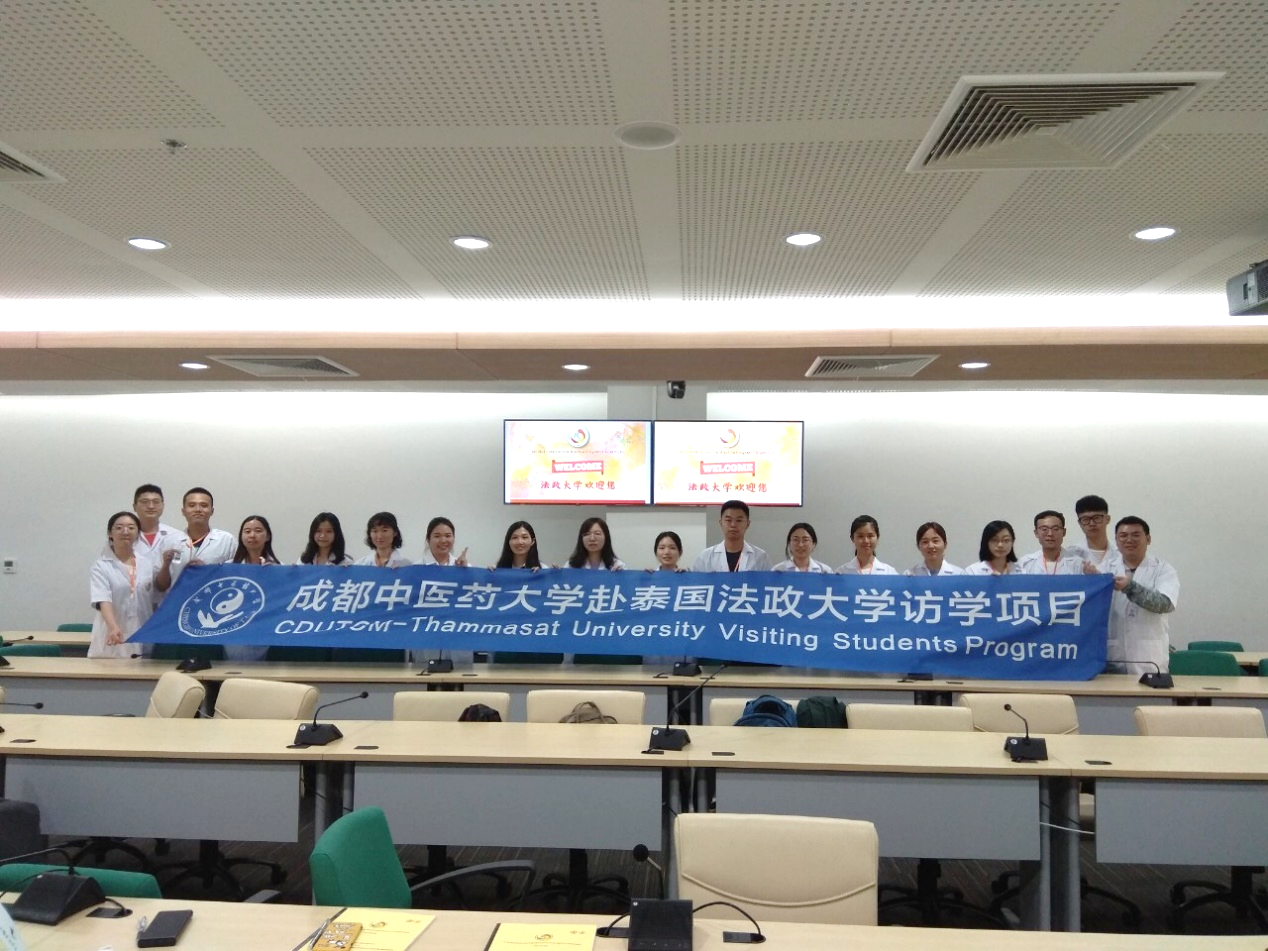 WELCOME
法政大学欢迎您
WELCOME
法政大学欢迎您
成都中医药大学赴泰国法政大学访学项目
CDUTCM-Thammasat University Visiting Students Program